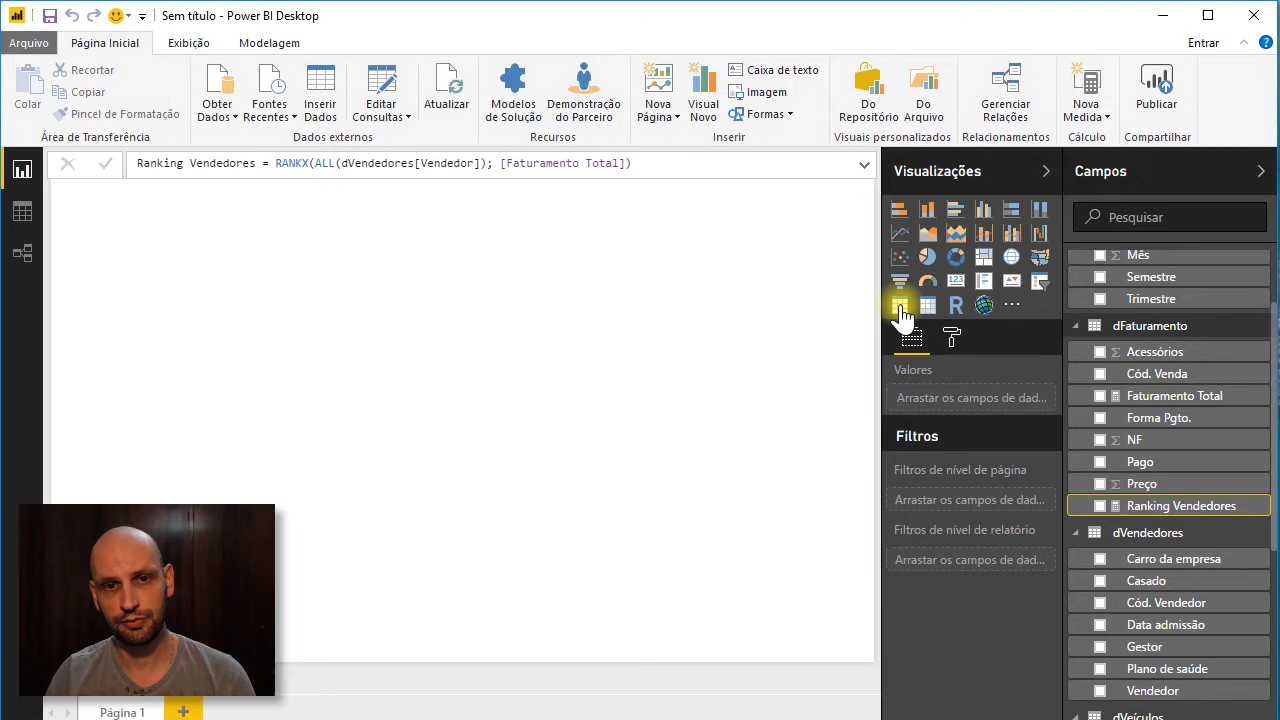 Sem título - Power BI Desktop
Arquivo Página Inicial Exibição Modelagem Entrar
Colar
Recortar
Copiar
Pincel de Formatação
Área de Transferência
Obter Dados
Fontes Recentes
Inserir Dados
Editar Consultas
Atualizar
Dados externos
Modelos de Solução
Demonstração do Parceiro
Recursos
Nova Página
Visual Novo
Caixa de texto
Imagem
Formas
Inserir
Do Repositório
Do Arquivo
Visuais personalizados
Gerenciar Relações
Relacionamentos
Nova Medida
Cálculo
Publicar
Compartilhar
Ranking Vendedores = RANKX(ALL(dVendedores[Vendedor]); [Faturamento Total])
Visualizações
123
R
Valores
Arrastar os campos de dad...
Filtros
Filtros de nível de página
Arrastar os campos de dad...
Filtros de nível de relatório
Arrastar os campos de dad...
Campos
Pesquisar
Σ Mês
Semestre
Trimestre
dFaturamento
Σ Acessórios
Cód. Venda
Faturamento Total
Forma Pgto.
Σ NF
Pago
Σ Preço
Ranking Vendedores
dVendedores
Carro da empresa
Casado
Cód. Vendedor
Data admissão
Gestor
Plano de saúde
Vendedor
dVeículos
Página 1